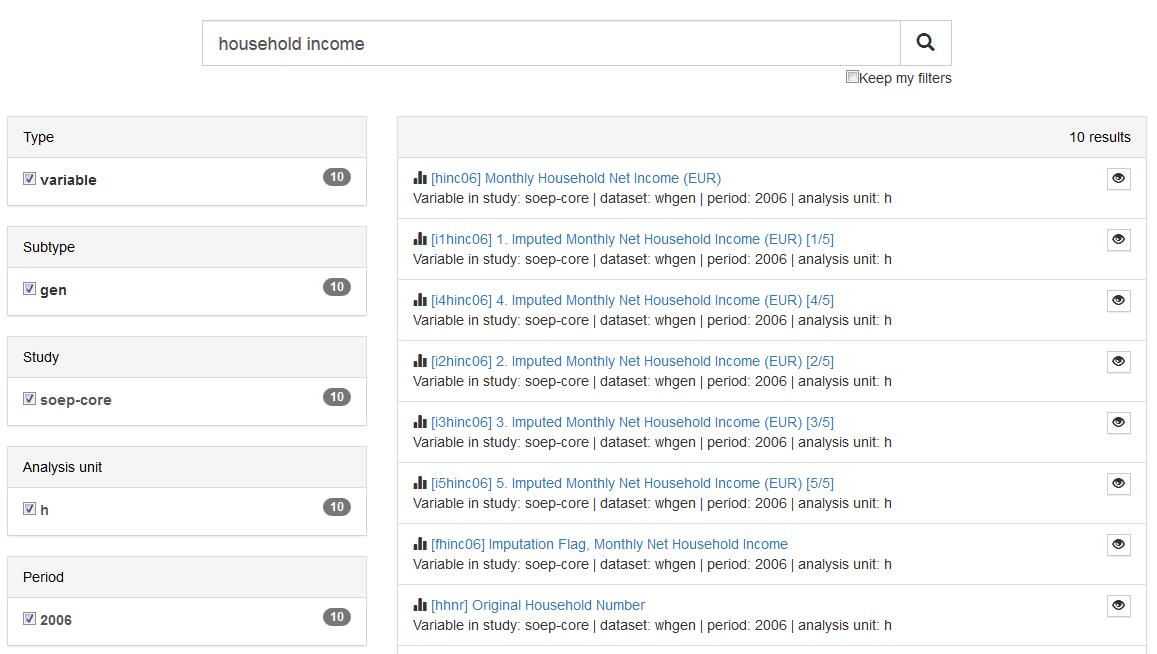 household income
Keep my filters
Type
variable 10
Subtype
gen 10
Study
soep-core 10
Analysis unit
h 10
Period
2006 10
10 results
[hinc06] Monthly Household Net Income (EUR)
Variable in study: soep-core | dataset: whgen | period: 2006 | analysis unit: h
[i1hinc06] 1. Imputed Monthly Net Household Income (EUR) [1/5]
Variable in study: soep-core | dataset: whgen | period: 2006 | analysis unit: h
[i4hinc06] 4. Imputed Monthly Net Household Income (EUR) [4/5]
Variable in study: soep-core | dataset: whgen | period: 2006 | analysis unit: h
[i2hinc06] 2. Imputed Monthly Net Household Income (EUR) [2/5]
Variable in study: soep-core | dataset: whgen | period: 2006 | analysis unit: h
[i3hinc06] 3. Imputed Monthly Net Household Income (EUR) [3/5]
Variable in study: soep-core | dataset: whgen | period: 2006 | analysis unit: h
[i5hinc06] 5. Imputed Monthly Net Household Income (EUR) [5/5]
Variable in study: soep-core | dataset: whgen | period: 2006 | analysis unit: h
[fhinc06] Imputation Flag, Monthly Net Household Income
Variable in study: soep-core | dataset: whgen | period: 2006 | analysis unit: h
[hhnr] Original Household Number
Variable in study: soep-core | dataset: whgen | period: 2006 | analysis unit: h